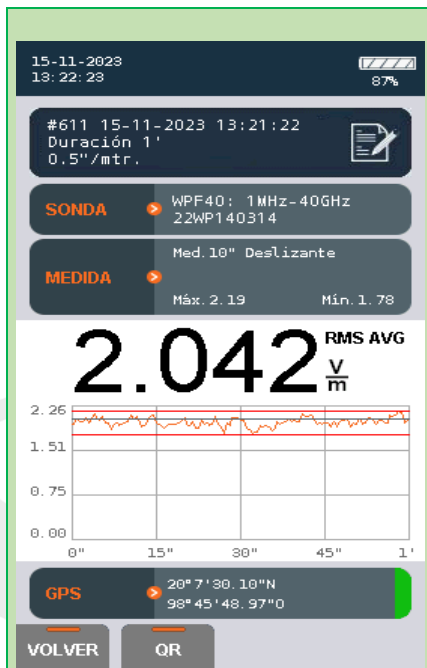 15-11-2023
13:22:23
87%
#611 15-11-2023 13:21:22
Duración 1'
0.5"/mtr.
SONDA
WPF40: 1MHz-40GHz
22WP140314
MEDIDA
Med.10" Deslizante
Máx.2.19 Mín.1.78
2.042 RMS AVG
V/m
2.26
1.51
0.75
0.00
0" 15" 30" 45" 1'
GPS
20°7'30.10"N
98°45'48.97"O
VOLVER QR